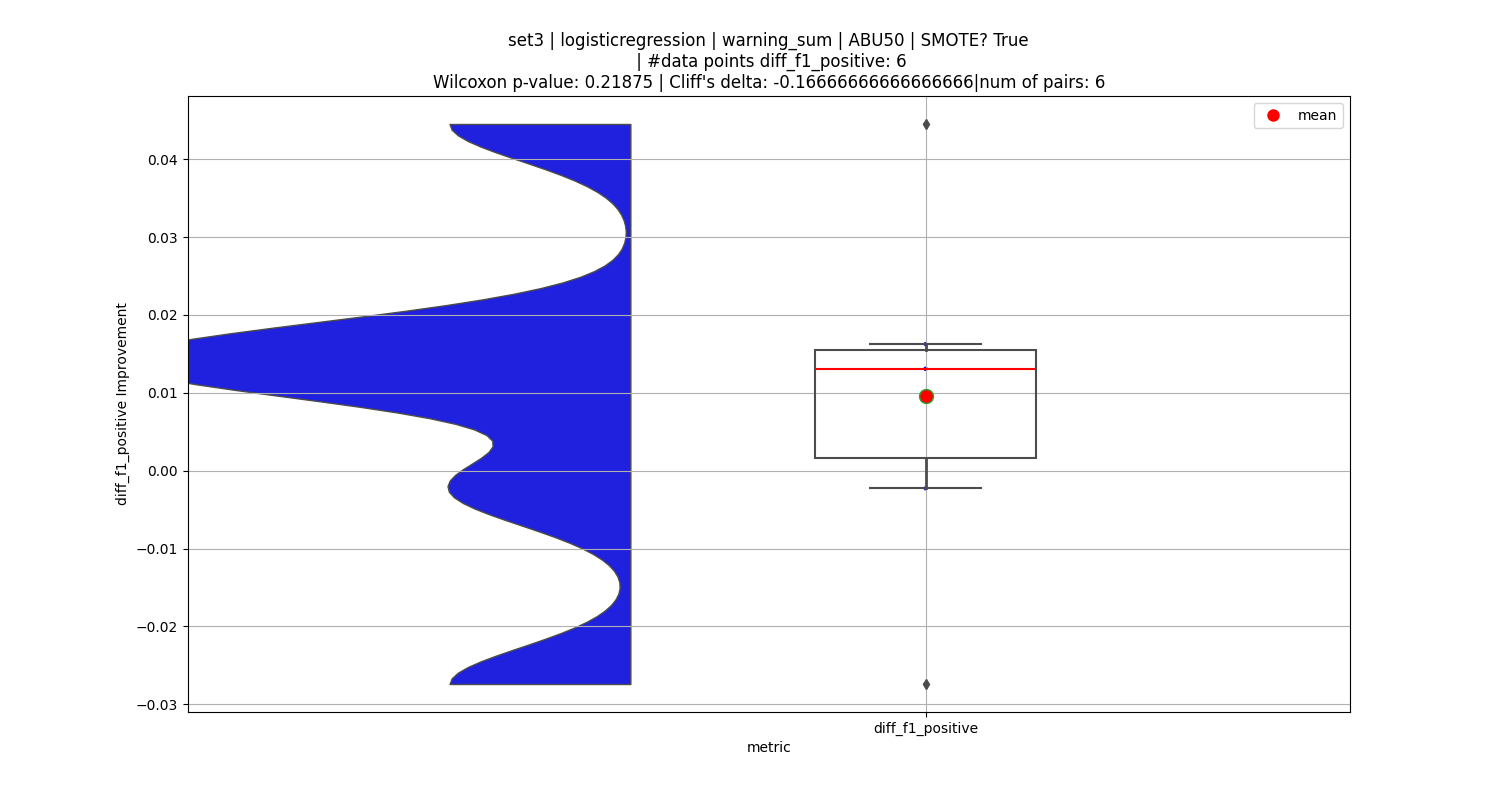 set3 | logisticregression | warning_sum | ABU50 | SMOTE? True
| #data points diff_f1_positive: 6
Wilcoxon p-value: 0.21875 | Cliff's delta: -0.16666666666666666|num of pairs: 6
mean
0.04
0.03
0.02
0.01
0.00
−0.01
−0.02
−0.03
diff_f1_positive Improvement
diff_f1_positive
metric